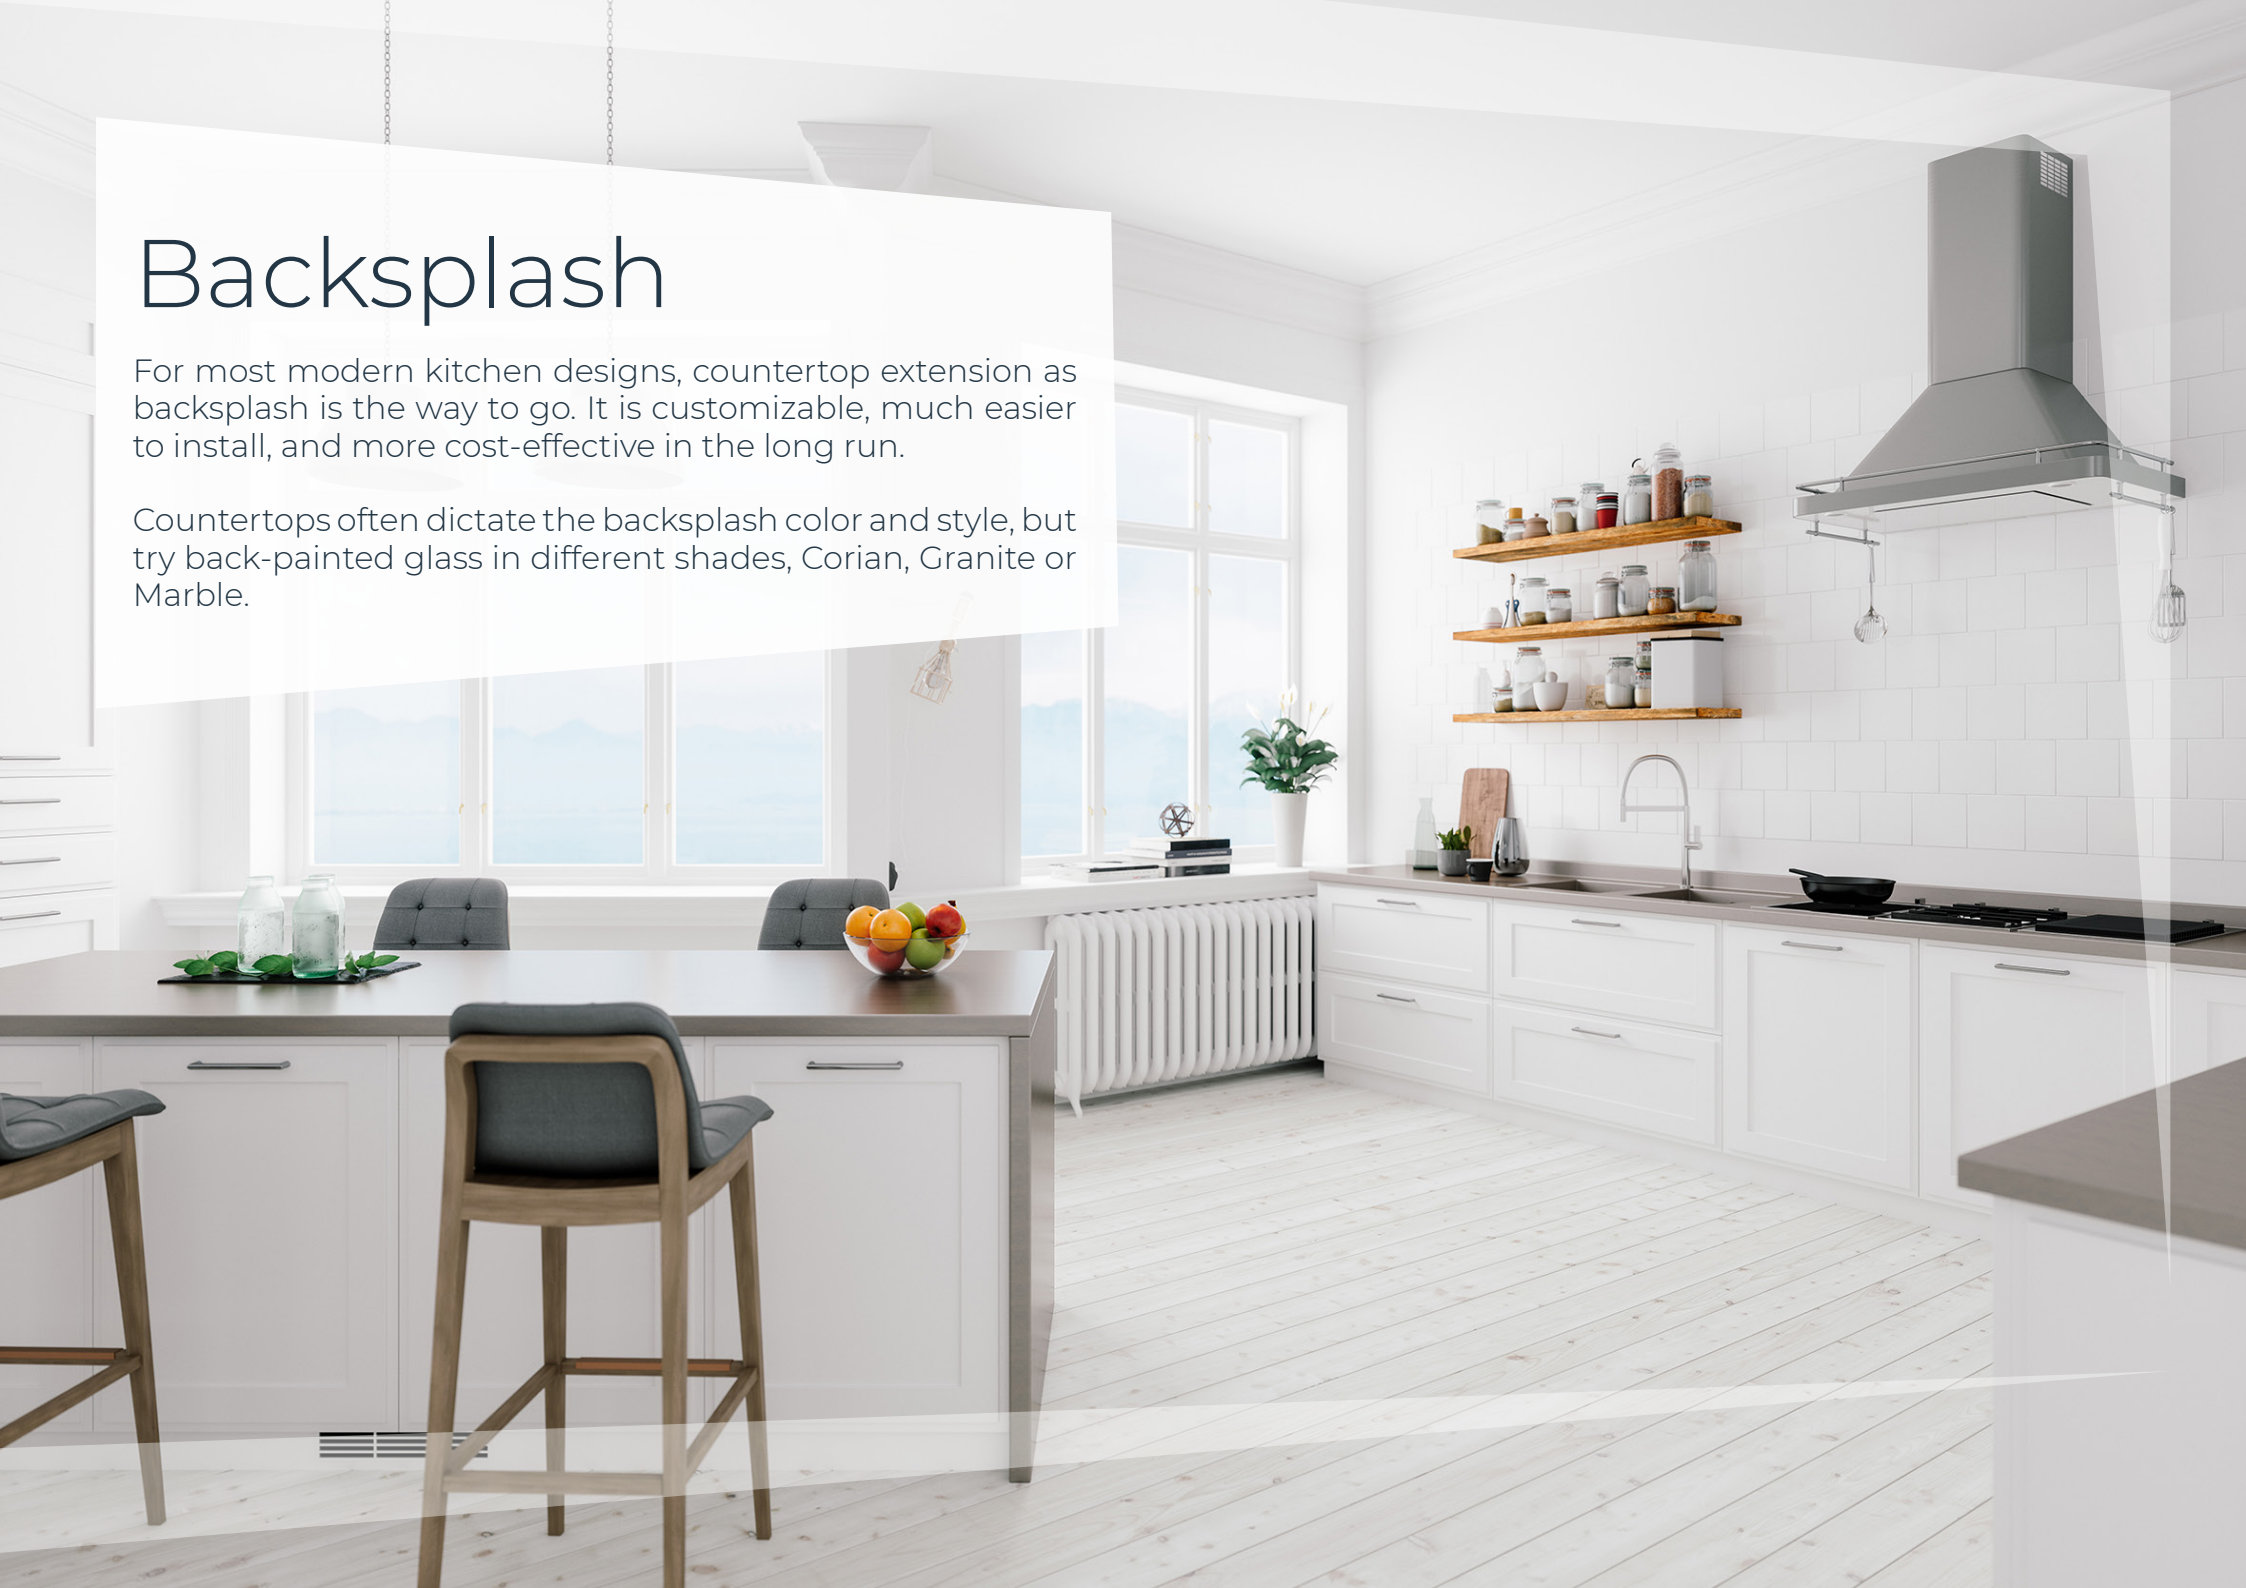 Backsplash
For most modern kitchen designs, countertop extension as
backsplash is the way to go. It is customizable, much easier
to install, and more cost-effective in the long run.
Countertops often dictate the backsplash color and style, but
try back-painted glass in different shades, Corian, Granite or
Marble.